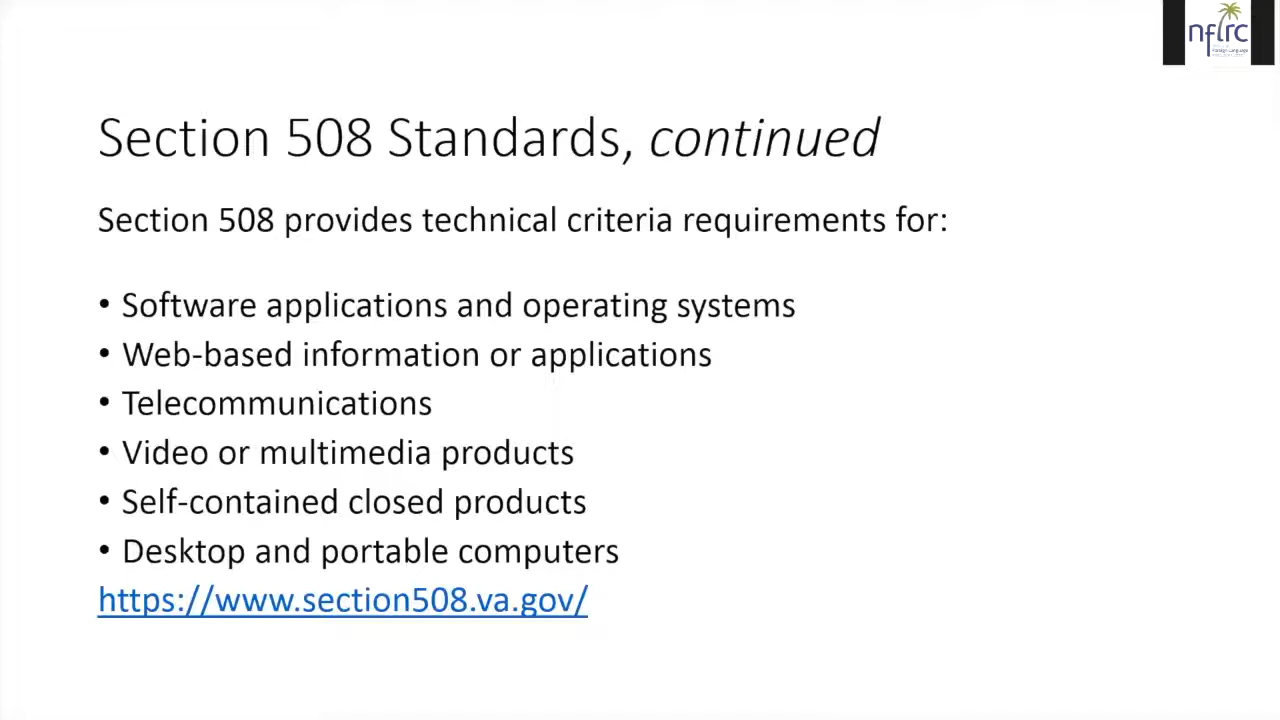 nflrc
Foreign Language
Section 508 Standards, continued
Section 508 provides technical criteria requirements for:
• Software applications and operating systems
• Web-based information or applications
• Telecommunications
• Video or multimedia products
• Self-contained closed products
• Desktop and portable computers
https://www.section508.va.gov/